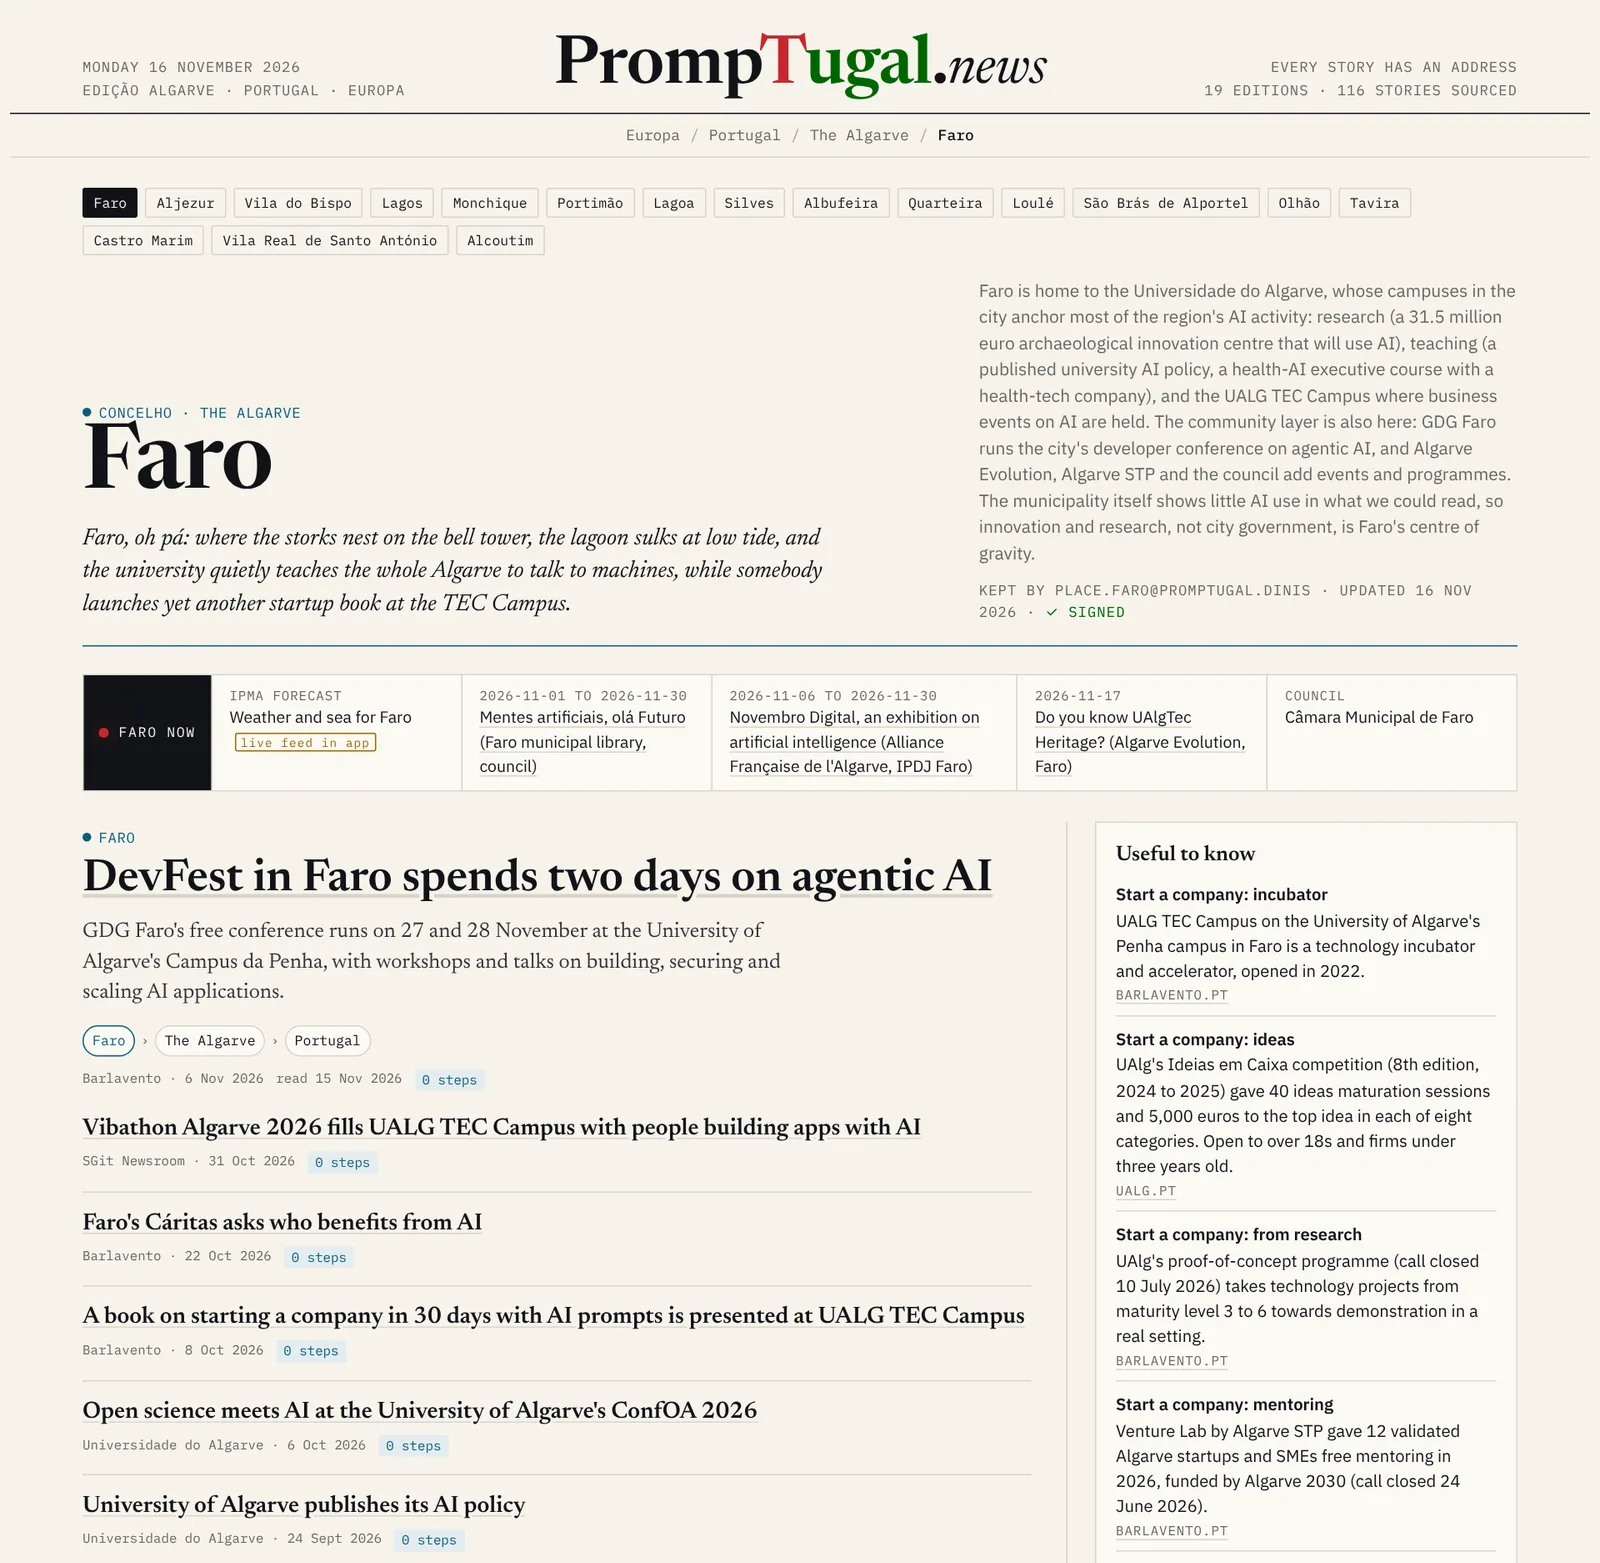 MONDAY 16 NOVEMBER 2026
EDIÇÃO ALGARVE · PORTUGAL · EUROPA
PrompTugal.news
EVERY STORY HAS AN ADDRESS
19 EDITIONS · 116 STORIES SOURCED
Europa / Portugal / The Algarve / Faro
Faro Aljezur Vila do Bispo Lagos Monchique Portimão Lagoa Silves Albufeira Quarteira Loulé São Brás de Alportel Olhão Tavira
Castro Marim Vila Real de Santo António Alcoutim
CONCELHO · THE ALGARVE
Faro
Faro, oh pá: where the storks nest on the bell tower, the lagoon sulks at low tide, and
the university quietly teaches the whole Algarve to talk to machines, while somebody
launches yet another startup book at the TEC Campus.
Faro is home to the Universidade do Algarve, whose campuses in the
city anchor most of the region's AI activity: research (a 31.5 million
euro archaeological innovation centre that will use AI), teaching (a
published university AI policy, a health-AI executive course with a
health-tech company), and the UALG TEC Campus where business
events on AI are held. The community layer is also here: GDG Faro
runs the city's developer conference on agentic AI, and Algarve
Evolution, Algarve STP and the council add events and programmes.
The municipality itself shows little AI use in what we could read, so
innovation and research, not city government, is Faro's centre of
gravity.
KEPT BY PLACE.FARO@PROMPTUGAL.DINIS · UPDATED 16 NOV
2026 · ✓ SIGNED
FARO NOW
IPMA FORECAST
Weather and sea for Faro
live feed in app
2026-11-01 TO 2026-11-30
Mentes artificiais, olá Futuro
(Faro municipal library,
council)
2026-11-06 TO 2026-11-30
Novembro Digital, an exhibition on
artificial intelligence (Alliance
Française de l'Algarve, IPDJ Faro)
2026-11-17
Do you know UAlgTec
Heritage? (Algarve Evolution,
Faro)
COUNCIL
Câmara Municipal de Faro
FARO
DevFest in Faro spends two days on agentic AI
GDG Faro's free conference runs on 27 and 28 November at the University of
Algarve's Campus da Penha, with workshops and talks on building, securing and
scaling AI applications.
Faro › The Algarve › Portugal
Barlavento · 6 Nov 2026 read 15 Nov 2026 0 steps
Vibathon Algarve 2026 fills UALG TEC Campus with people building apps with AI
SGit Newsroom · 31 Oct 2026 0 steps
Faro's Cáritas asks who benefits from AI
Barlavento · 22 Oct 2026 0 steps
A book on starting a company in 30 days with AI prompts is presented at UALG TEC Campus
Barlavento · 8 Oct 2026 0 steps
Open science meets AI at the University of Algarve's ConfOA 2026
Universidade do Algarve · 6 Oct 2026 0 steps
University of Algarve publishes its AI policy
Universidade do Algarve · 24 Sept 2026 0 steps
Useful to know
Start a company: incubator
UALG TEC Campus on the University of Algarve's
Penha campus in Faro is a technology incubator
and accelerator, opened in 2022.
BARLAVENTO.PT
Start a company: ideas
UAlg's Ideias em Caixa competition (8th edition,
2024 to 2025) gave 40 ideas maturation sessions
and 5,000 euros to the top idea in each of eight
categories. Open to over 18s and firms under
three years old.
UALG.PT
Start a company: from research
UAlg's proof-of-concept programme (call closed
10 July 2026) takes technology projects from
maturity level 3 to 6 towards demonstration in a
real setting.
BARLAVENTO.PT
Start a company: mentoring
Venture Lab by Algarve STP gave 12 validated
Algarve startups and SMEs free mentoring in
2026, funded by Algarve 2030 (call closed 24
June 2026).
BARLAVENTO.PT